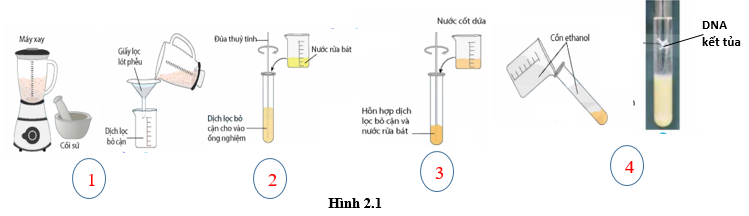 Máy xay
Cối sứ
Giấy lọc
lót phễu
Dịch lọc
bỏ cặn
1
Đũa thuỷ tinh
Nước rửa bát
Dịch lọc bỏ
cặn cho vào
ống nghiệm
2
Nước cốt dứa
Hỗn hợp dịch
lọc bỏ cặn và
nước rửa bát
3
Cồn ethanol
4
DNA
kết tủa
Hình 2.1